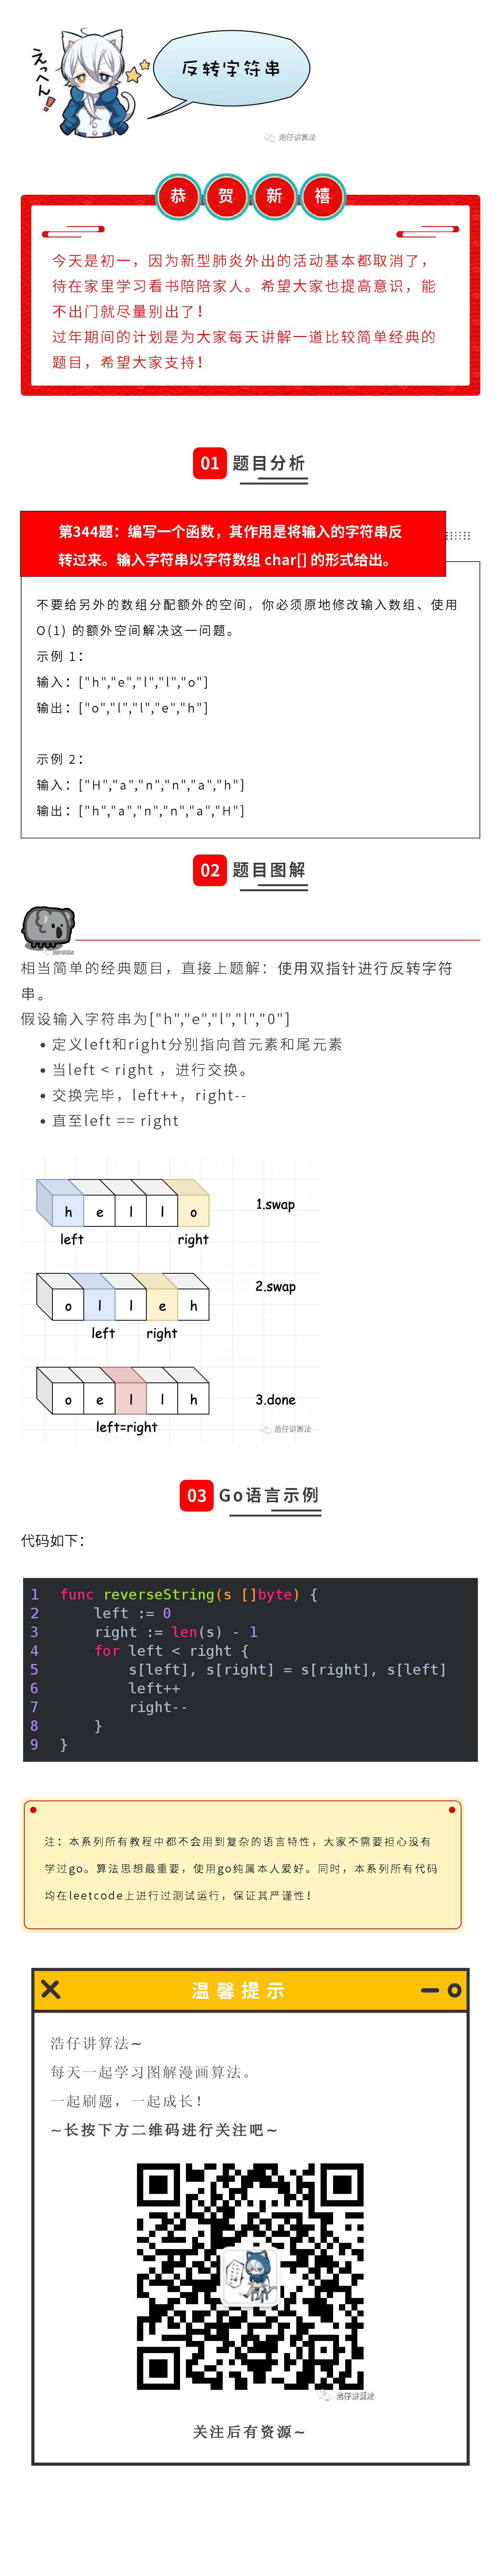 えっへん!
反转字符串
浩仔讲算法
恭贺新禧
今天是初一，因为新型肺炎外出的活动基本都取消了，
待在家里学习看书陪陪家人。希望大家也提高意识，能
不出门就尽量别出了！
过年期间的计划是为大家每天讲解一道比较简单经典的
题目，希望大家支持！
01 题目分析
第344题：编写一个函数，其作用是将输入的字符串反
转过来。输入字符串以字符数组 char[] 的形式给出。
不要给另外的数组分配额外的空间，你必须原地修改输入数组、使用
O(1) 的额外空间解决这一问题。
示例 1：
输入：["h","e","l","l","o"]
输出：["o","l","l","e","h"]
示例 2：
输入：["H","a","n","n","a","h"]
输出：["h","a","n","n","a","H"]
02 题目图解
浩仔讲算法
相当简单的经典题目，直接上题解：使用双指针进行反转字符
串。
假设输入字符串为["h","e","l","l","0"]
• 定义left和right分别指向首元素和尾元素
• 当left < right ，进行交换。
• 交换完毕，left++，right--
• 直至left == right
h e l l o 1.swap
left right
o l l e h 2.swap
left right
o e l l h 3.done
left=right
浩仔讲算法
03 Go语言示例
代码如下：
1 func reverseString(s []byte) {
2 left := 0
3 right := len(s) - 1
4 for left < right {
5 s[left], s[right] = s[right], s[left]
6 left++
7 right--
8 }
9 }
注：本系列所有教程中都不会用到复杂的语言特性，大家不需要担心没有
学过go。算法思想最重要，使用go纯属本人爱好。同时，本系列所有代码
均在leetcode上进行过测试运行，保证其严谨性！
温馨提示
浩仔讲算法~
每天一起学习图解漫画算法。
一起刷题，一起成长！
~长按下方二维码进行关注吧~
浩仔讲算法
关注后有资源~